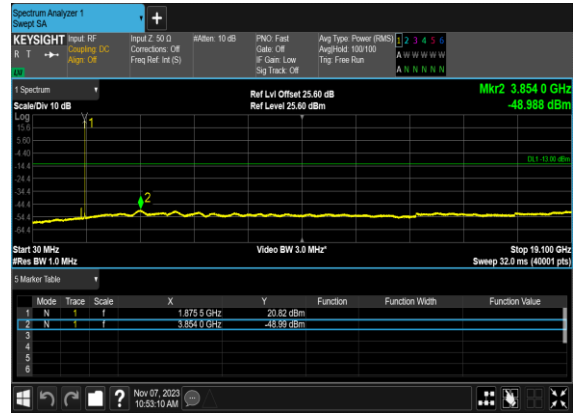 Spectrum Analyzer 1
Swept SA
KEYSIGHT Input: RF Input Z: 50 Ω #Atten: 10 dB PNO: Fast Avg Type: Power (RMS) 1 2 3 4 5 6
R T Coupling: DC Corrections: Off Gate: Off Avg|Hold: 100/100 A W W W W W
Align: Off Freq Ref: Int (S) IF Gain: Low Trig: Free Run
Sig Track: Off A N N N N N
LW
1 Spectrum Ref Lvl Offset 25.60 dB Mkr2 3.854 0 GHz
Scale/Div 10 dB Ref Level 25.60 dBm -48.988 dBm
Log
15.6 1
5.60
-4.40
-14.4 DL1 -13.00 dBm
-24.4
-34.4
-44.4 2
-54.4
-64.4
Start 30 MHz Video BW 3.0 MHz* Stop 19.100 GHz
#Res BW 1.0 MHz Sweep 32.0 ms (40001 pts)
5 Marker Table
Mode Trace Scale X Y Function Function Width Function Value
1 N 1 f 1.875 5 GHz 20.82 dBm
2 N 1 f 3.854 0 GHz -48.99 dBm
3
4
5
6
? Nov 07, 2023
10:53:10 AM